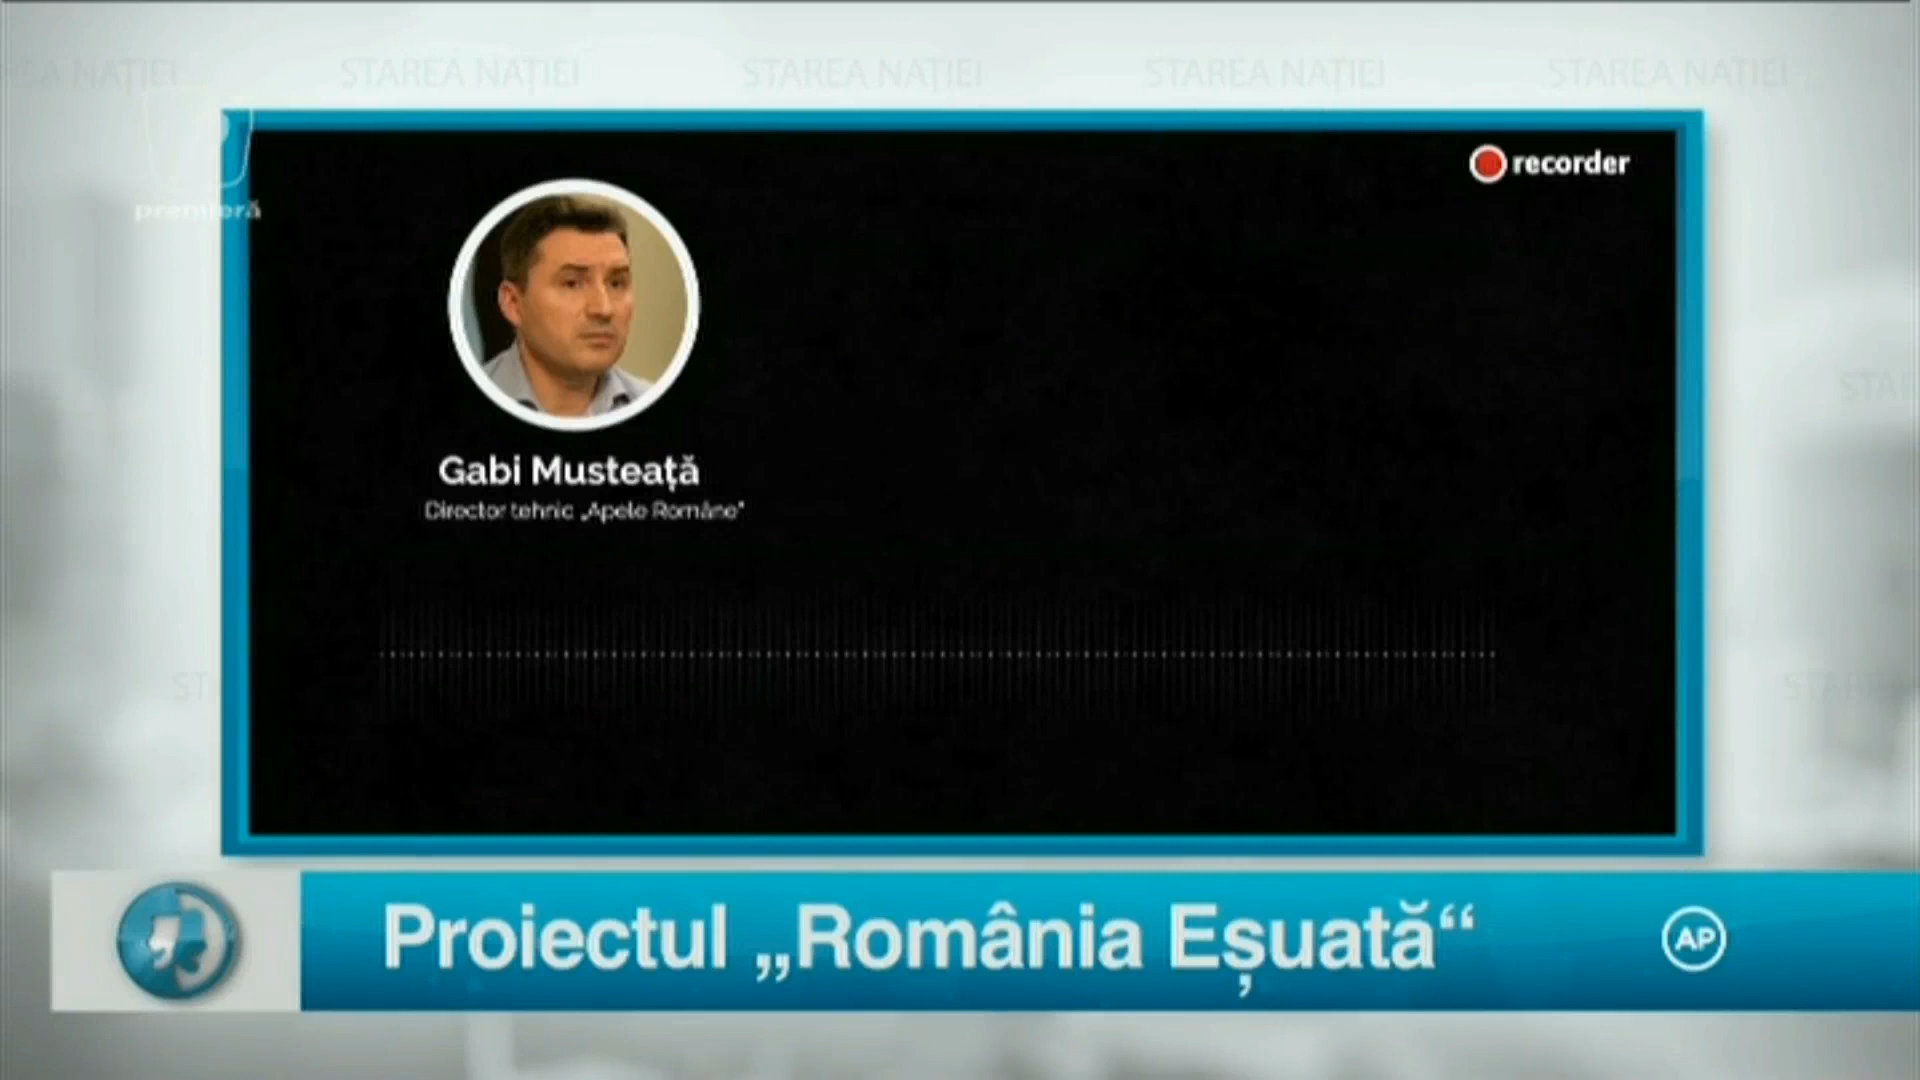 STAREA NAȚIEI STAREA NAȚIEI STAREA NAȚIEI STAREA NAȚIEI
recorder
premieră
Gabi Musteață
Director tehnic „Apele Române"
Proiectul „România Eșuată“
AP